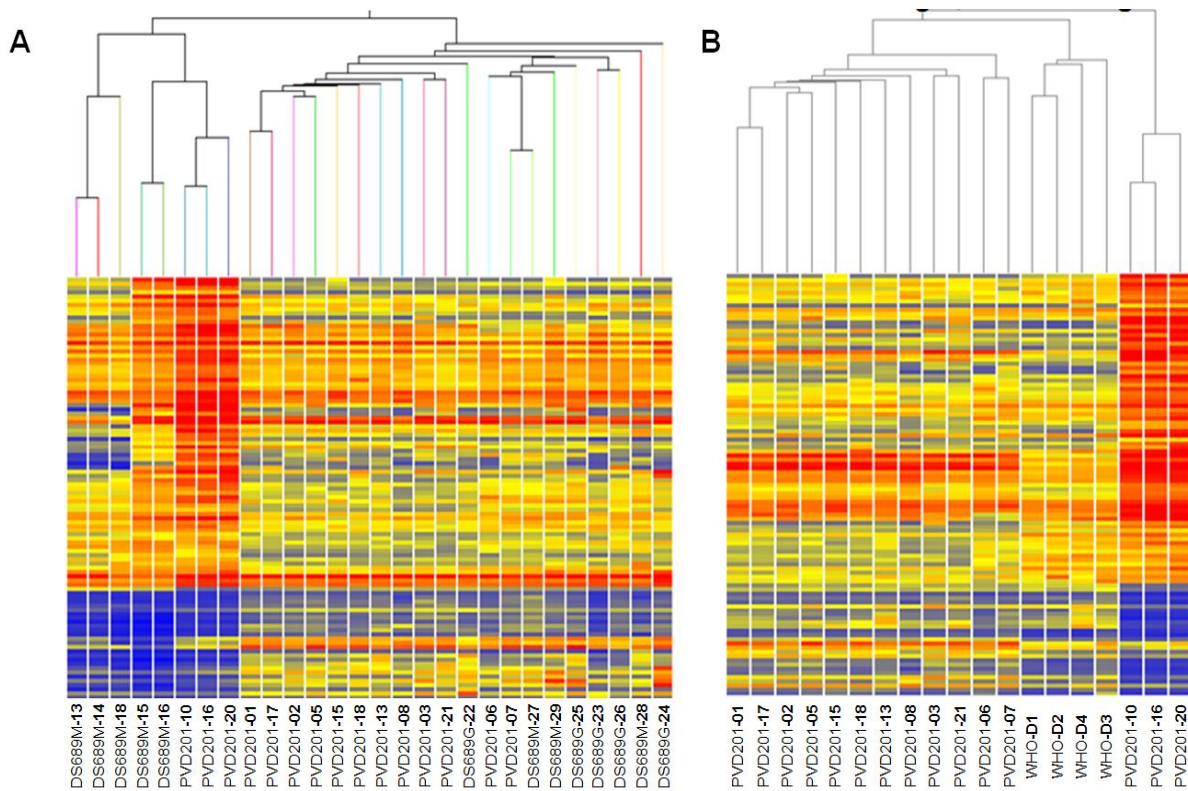 A
B
DS689M-13
DS689M-14
DS689M-18
DS689M-15
DS689M-16
PVD201-10
PVD201-16
PVD201-20
PVD201-01
PVD201-17
PVD201-02
PVD201-05
PVD201-15
PVD201-18
PVD201-13
PVD201-08
PVD201-03
PVD201-21
DS689G-22
PVD201-06
PVD201-07
DS689M-27
DS689M-29
DS689G-25
DS689G-23
DS689G-26
DS689M-28
DS689G-24
PVD201-01
PVD201-17
PVD201-02
PVD201-05
PVD201-15
PVD201-18
PVD201-13
PVD201-08
PVD201-03
PVD201-21
PVD201-06
PVD201-07
WHO-D1
WHO-D2
WHO-D4
WHO-D3
PVD201-10
PVD201-16
PVD201-20